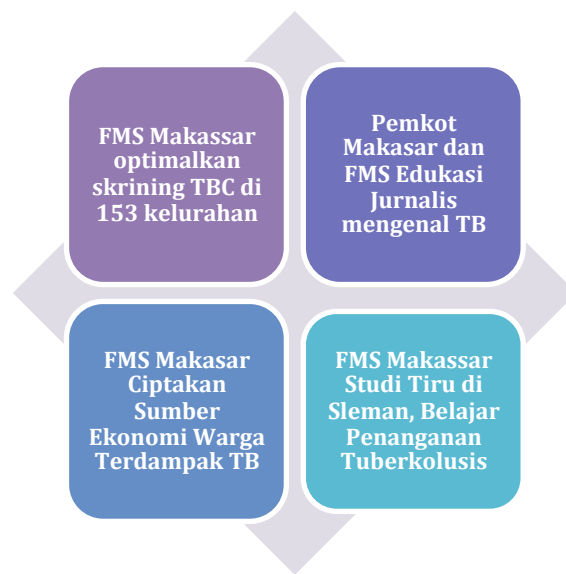 FMS Makassar
optimalkan
skrining TBC di
153 kelurahan
Pemkot
Makasar dan
FMS Edukasi
Jurnalis
mengenal TB
FMS Makasar
Ciptakan
Sumber
Ekonomi Warga
Terdampak TB
FMS Makassar
Studi Tiru di
Sleman, Belajar
Penanganan
Tuberkolusis